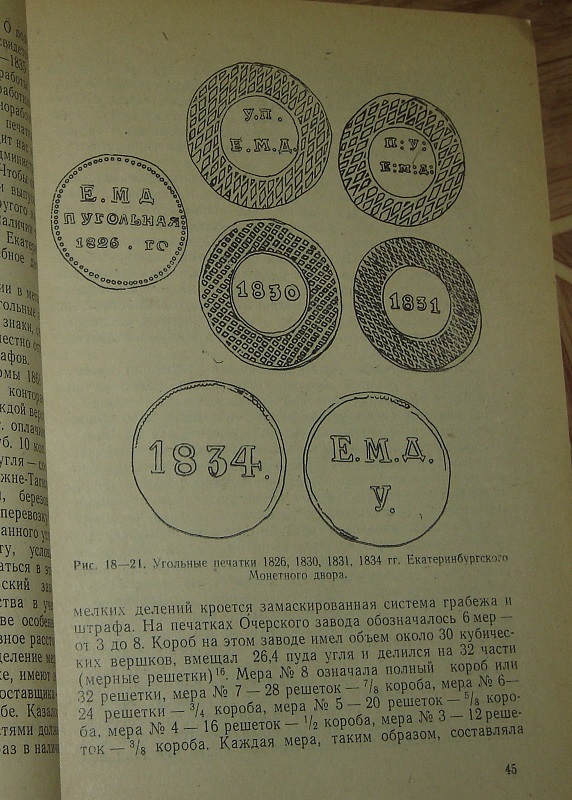 У.П.
Е.М.Д.
П:У:
Е:М:Д:
Е.М Д
П УГОЛЬНАЯ
1826 . ГО
1830
1831
1834.
Е.М.Д.
У.
Рис. 18—21. Угольные печатки 1826, 1830, 1831, 1834 гг. Екатеринбургского
Монетного двора.
мелких делений кроется замаскированная система грабежа и
штрафа. На печатках Очерского завода обозначалось 6 мер —
от 3 до 8. Короб на этом заводе имел объем около 30 кубичес-
ких вершков, вмещал 26,4 пуда угля и делился на 32 части
(мерные решетки)¹⁶. Мера № 8 означала полный короб или
32 решетки, мера № 7 — 28 решеток — ⁷/₈ короба, мера № 6—
24 решетки — ³/₄ короба, мера № 5 — 20 решеток — ⁵/₈ коро-
ба, мера № 4 — 16 решеток — ¹/₂ короба, мера № 3 — 12 реше-
ток — ³/₈ короба. Каждая мера, таким образом, составляла
45